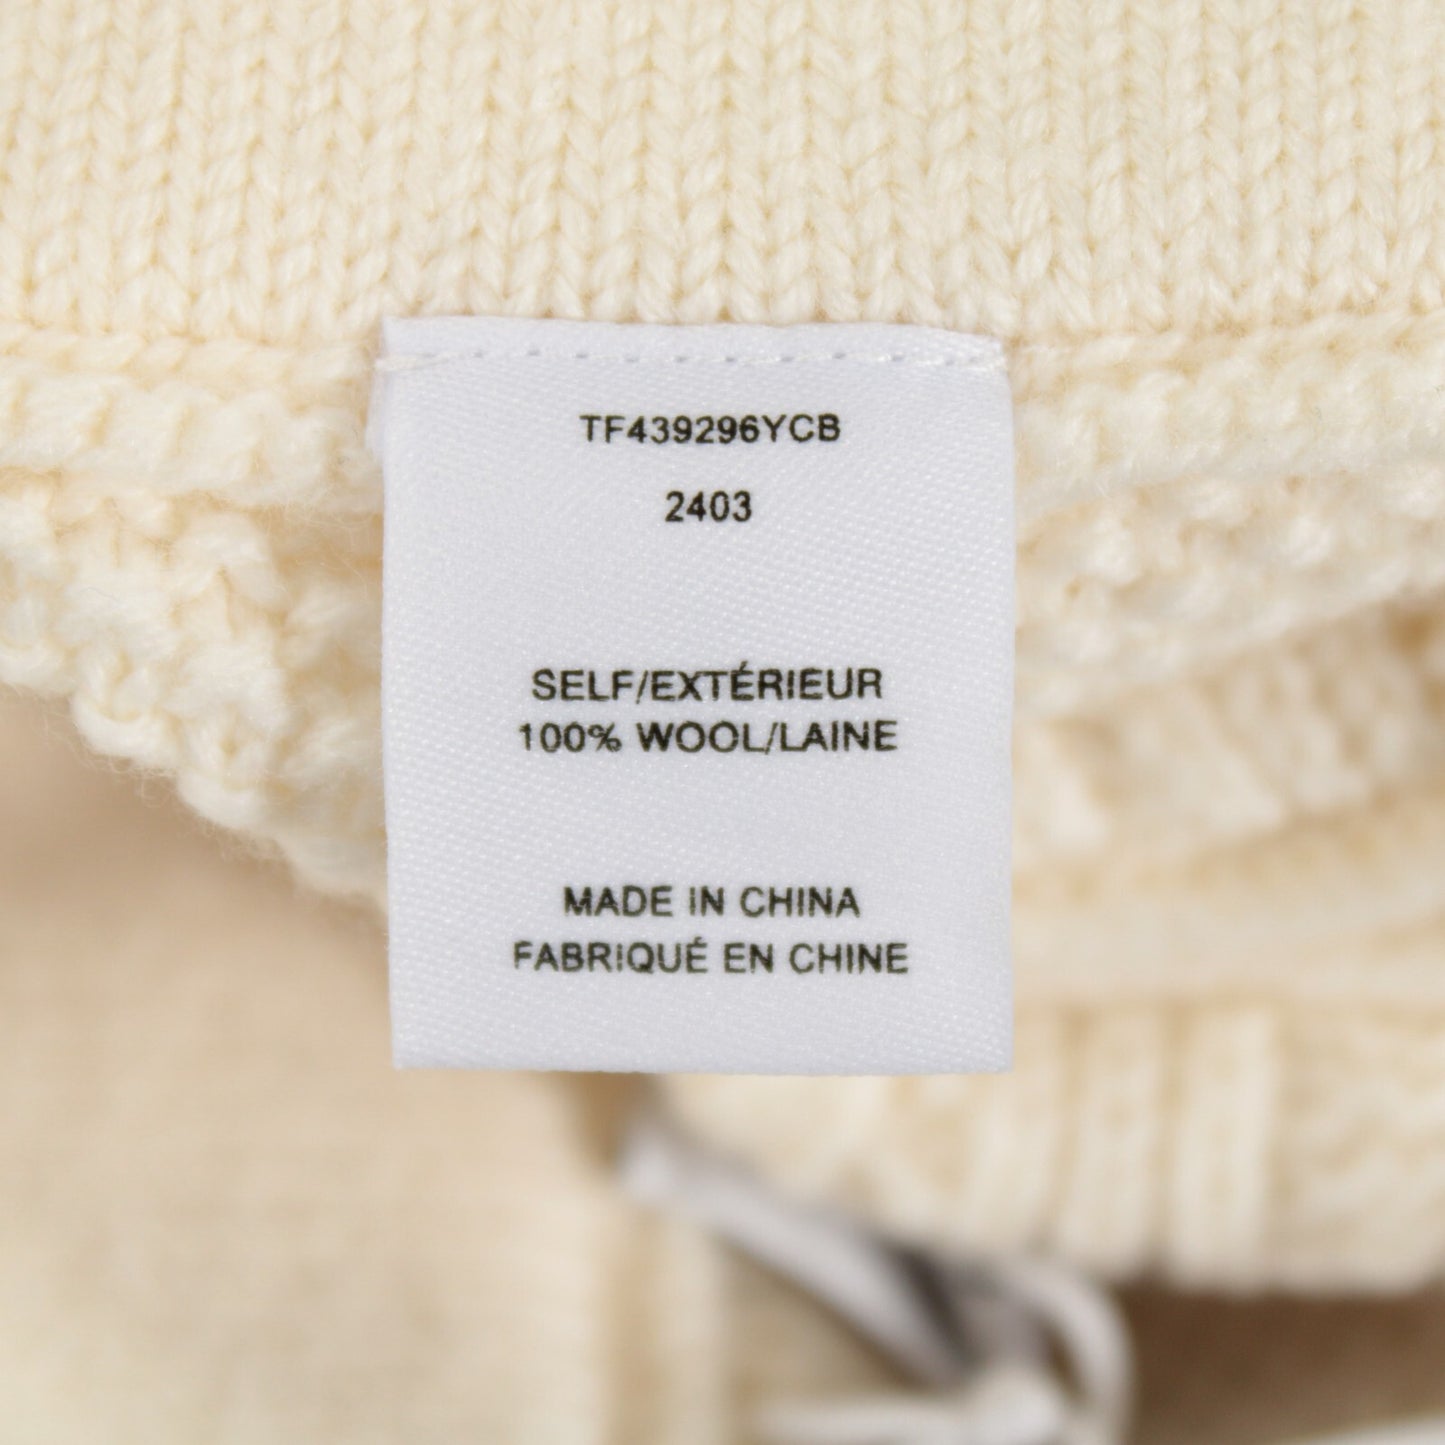 TF439296YCB
2403
SELF/EXTÉRIEUR
100% WOOL/LAINE
MADE IN CHINA
FABRIQUÉ EN CHINE